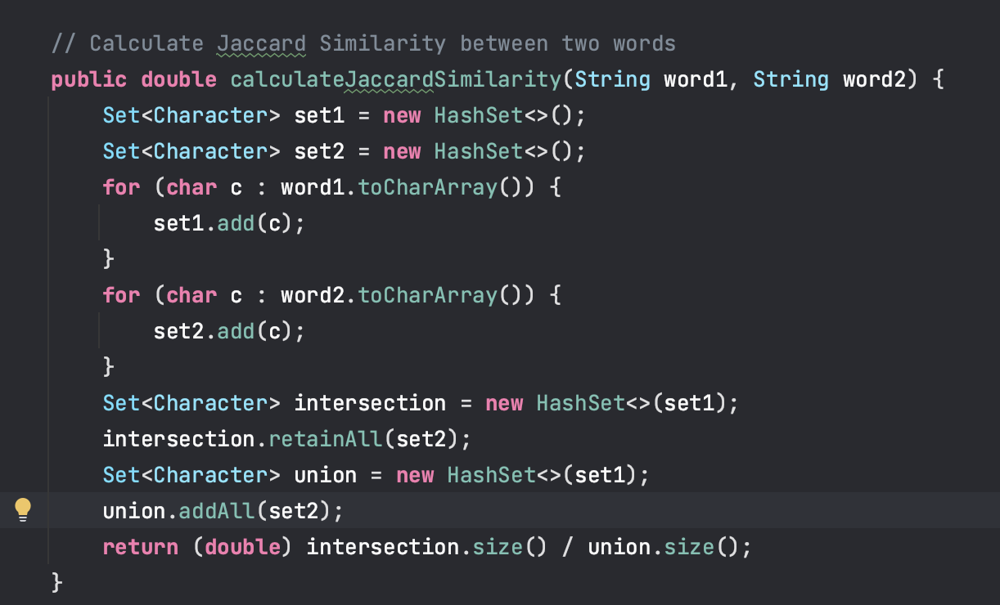 // Calculate Jaccard Similarity between two words
public double calculateJaccardSimilarity(String word1, String word2) {
    Set<Character> set1 = new HashSet<>();
    Set<Character> set2 = new HashSet<>();
    for (char c : word1.toCharArray()) {
        set1.add(c);
    }
    for (char c : word2.toCharArray()) {
        set2.add(c);
    }
    Set<Character> intersection = new HashSet<>(set1);
    intersection.retainAll(set2);
    Set<Character> union = new HashSet<>(set1);
    union.addAll(set2);
    return (double) intersection.size() / union.size();
}